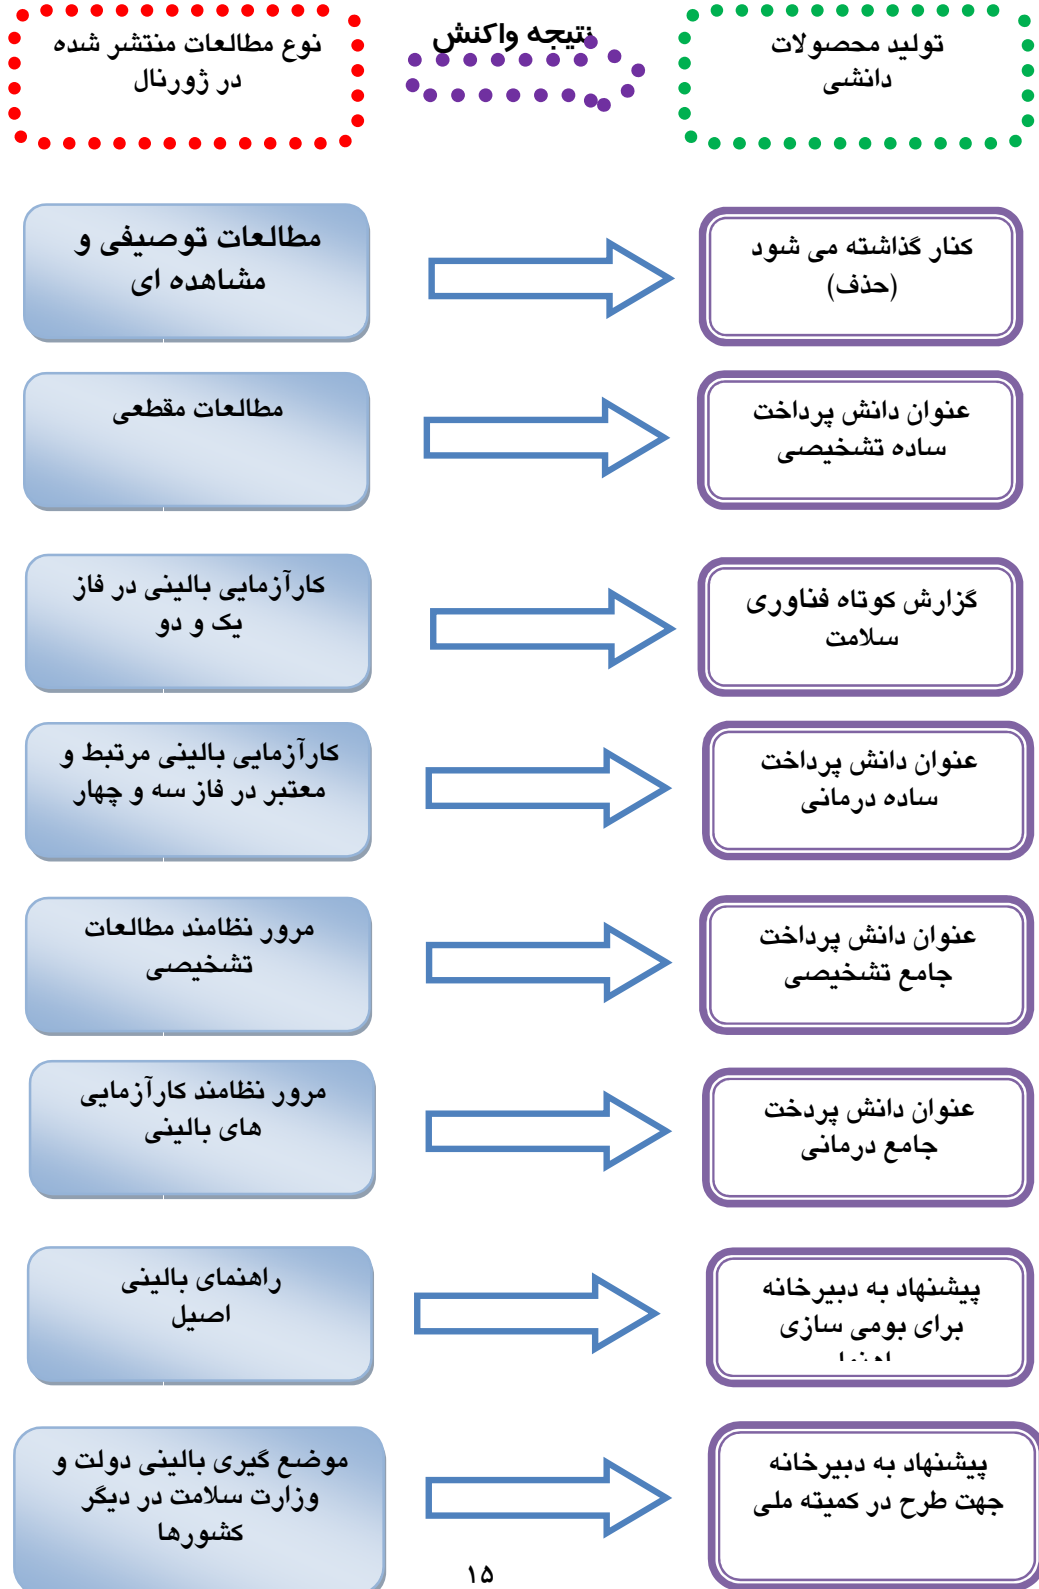 نوع مطالعات منتشر شده
در ژورنال
نتیجه واکنش
تولید محصولات
دانشی
مطالعات توصیفی و
مشاهده ای
کنار گذاشته می شود
(حذف)
مطالعات مقطعی
عنوان دانش پرداخت
ساده تشخیصی
کارآزمایی بالینی در فاز
یک و دو
گزارش کوتاه فناوری
سلامت
کارآزمایی بالینی مرتبط و
معتبر در فاز سه و چهار
عنوان دانش پرداخت
ساده درمانی
مرور نظامند مطالعات
تشخیصی
عنوان دانش پرداخت
جامع تشخیصی
مرور نظامند کارآزمایی
های بالینی
عنوان دانش پردخت
جامع درمانی
راهنمای بالینی
اصیل
پیشنهاد به دبیرخانه
برای بومی سازی
موضع گیری بالینی دولت و
وزارت سلامت در دیگر
کشورها
پیشنهاد به دبیرخانه
جهت طرح در کمیته ملی
۱۵